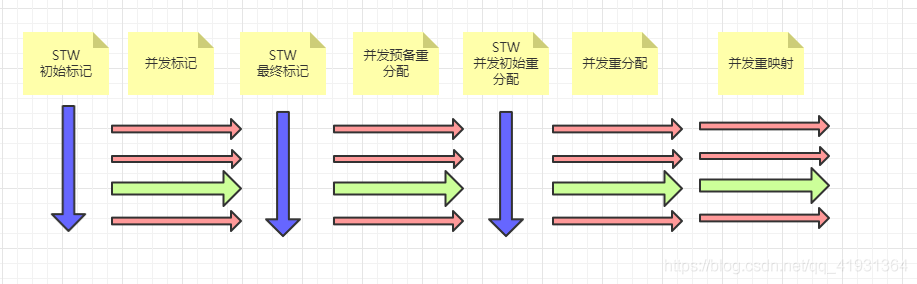 STW
初始标记
并发标记
STW
最终标记
并发预备重
分配
STW
并发初始重
分配
并发重分配
并发重映射
https://blog.csdn.net/qq_41931364